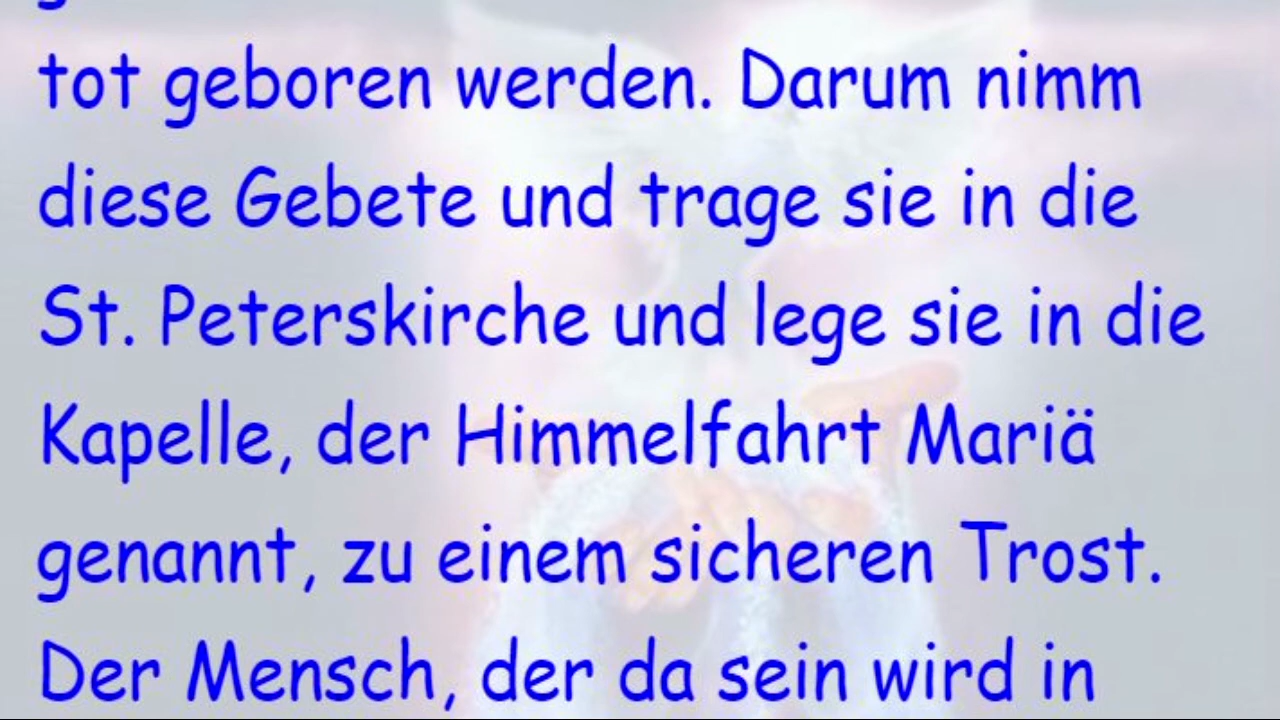 tot geboren werden. Darum nimm
diese Gebete und trage sie in die
St. Peterskirche und lege sie in die
Kapelle, der Himmelfahrt Mariä
genannt, zu einem sicheren Trost.
Der Mensch, der da sein wird in